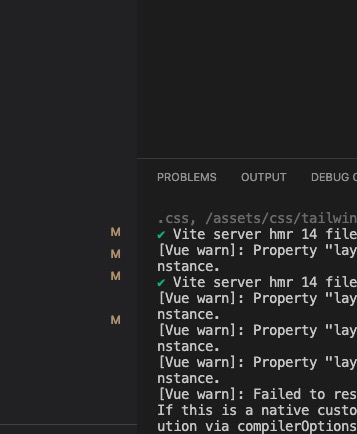 PROBLEMS OUTPUT DEBUG
.css, /assets/css/tailwin
M ✔ Vite server hmr 14 file
[Vue warn]: Property "lay
M nstance.
M ✔ Vite server hmr 14 file
[Vue warn]: Property "lay
nstance.
M [Vue warn]: Property "lay
nstance.
[Vue warn]: Property "lay
nstance.
[Vue warn]: Failed to res
If this is a native custo
ution via compilerOptions